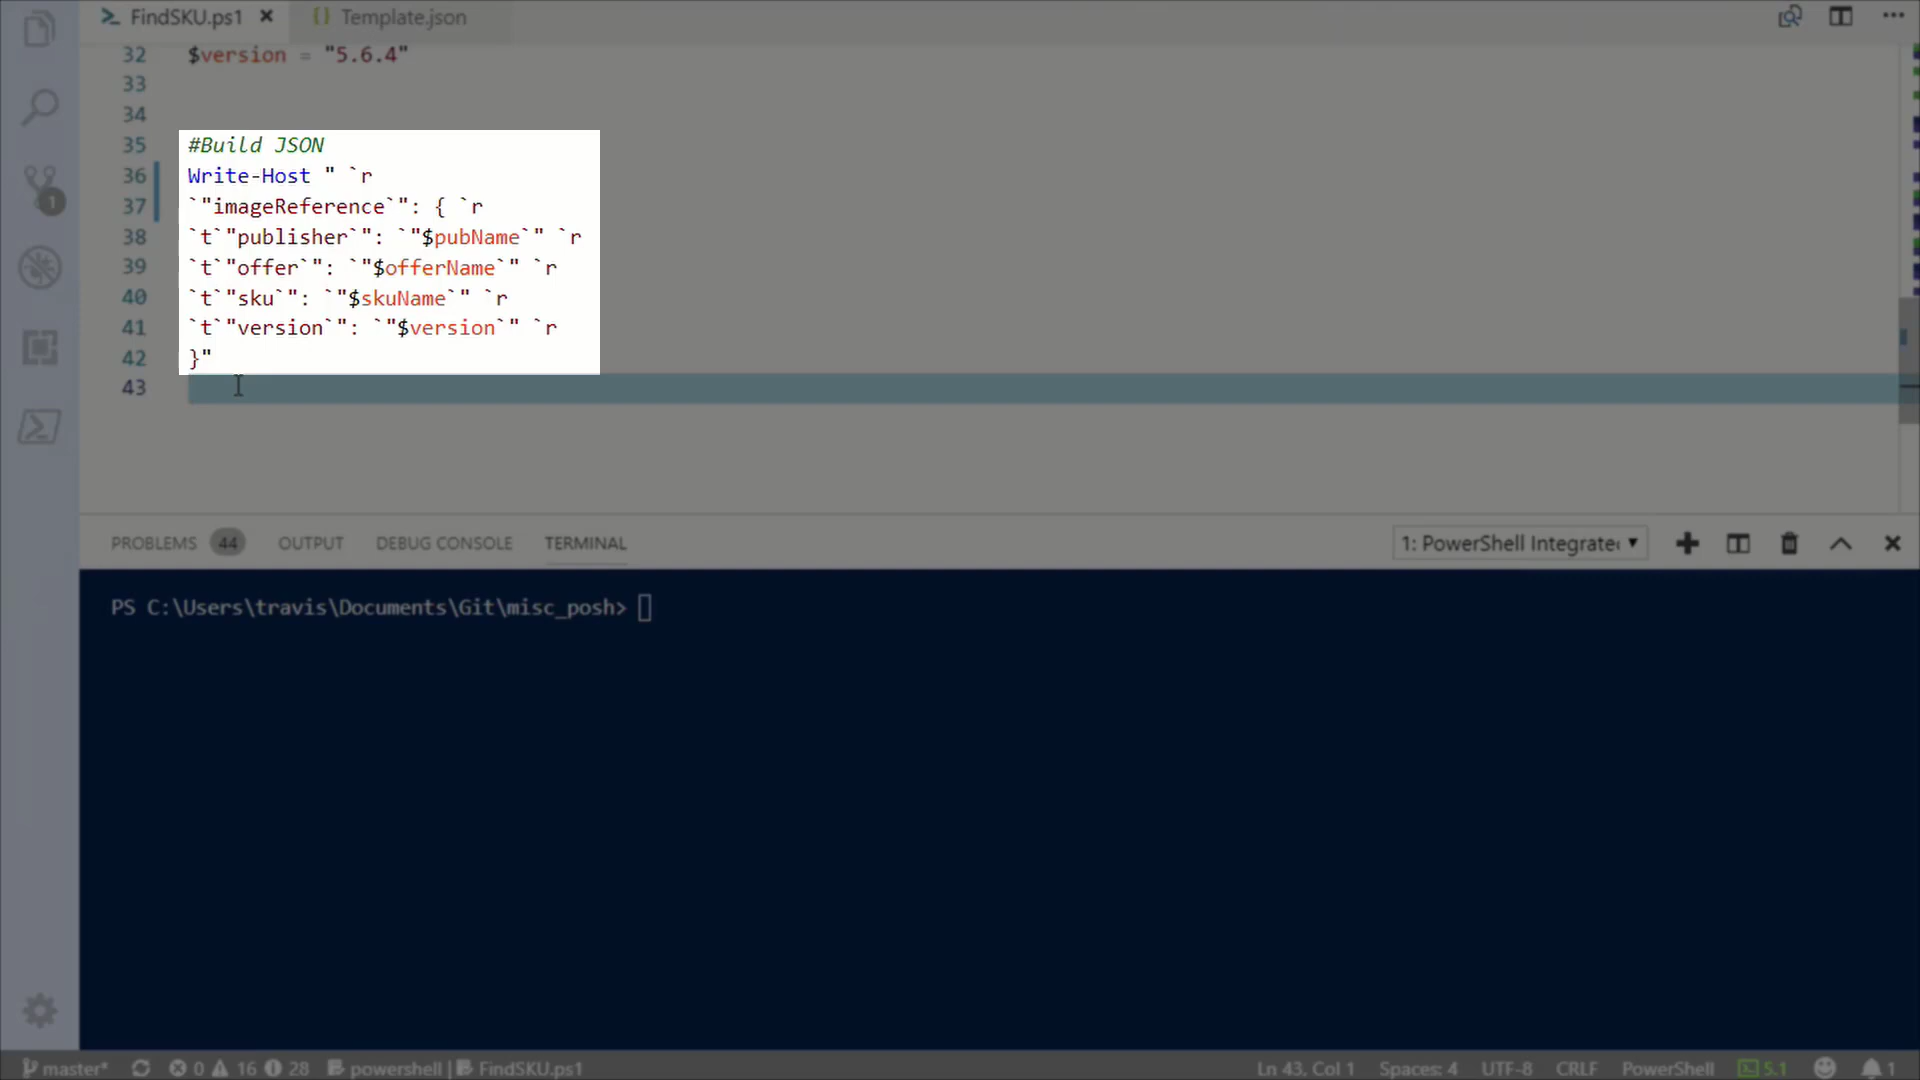 FindSKU.ps1
{} Template.json
32 $version = "5.6.4"
33
34
35 #Build JSON
36 Write-Host " `r
37 `"imageReference`": { `r
38 `t`"publisher`": `"$pubName`" `r
39 `t`"offer`": `"$offerName`" `r
40 `t`"sku`": `"$skuName`" `r
41 `t`"version`": `"$version`" `r
42 }"
43
1
PROBLEMS 44 OUTPUT DEBUG CONSOLE TERMINAL 1: PowerShell Integrate
PS C:\Users\travis\Documents\Git\misc_posh>
master* 0 16 28 powershell | FindSKU.ps1 Ln 43, Col 1 Spaces: 4 UTF-8 CRLF PowerShell 5.1 1